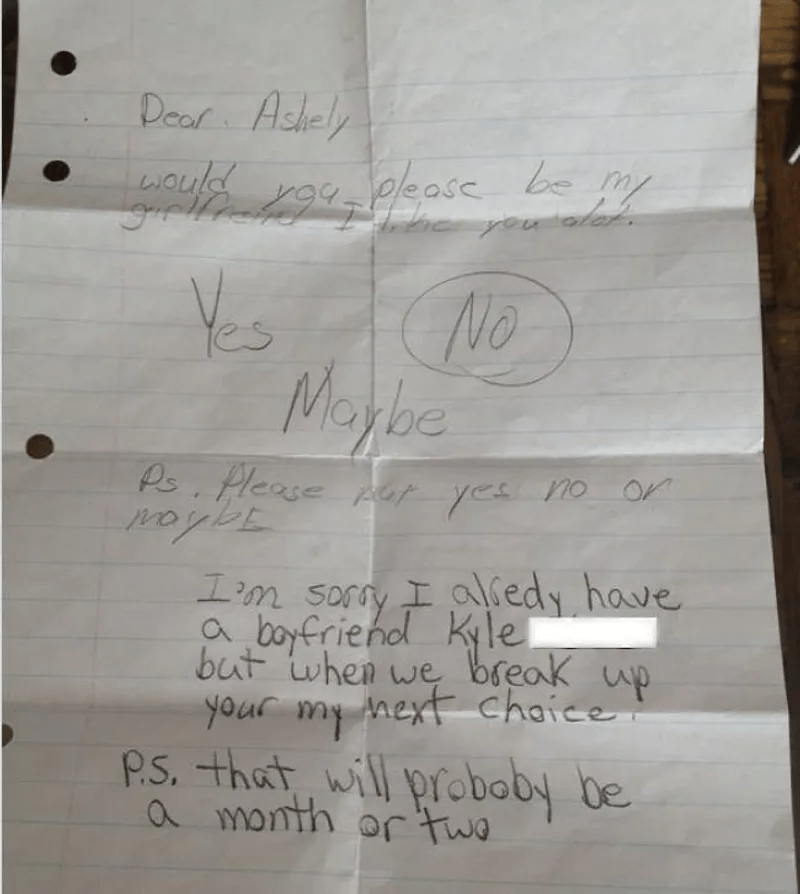 Dear. Ashely
would you please be my
girlfriend I like you alot.
Yes No
Maybe
Ps. Please put yes no or
maybE
I'm sorry I alredy have
a boyfriend Kyle
but when we break up
your my next choice.
P.S. that will proboby be
a month or two